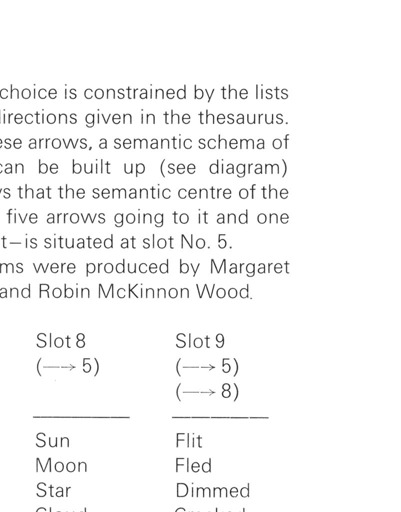 choice is constrained by the lists
directions given in the thesaurus.
ese arrows, a semantic schema of
can be built up (see diagram)
s that the semantic centre of the
five arrows going to it and one
t—is situated at slot No. 5.
ms were produced by Margaret
and Robin McKinnon Wood.
Slot 8 Slot 9
(—→ 5) (—→ 5)
(—→ 8)
Sun Flit
Moon Fled
Star Dimmed